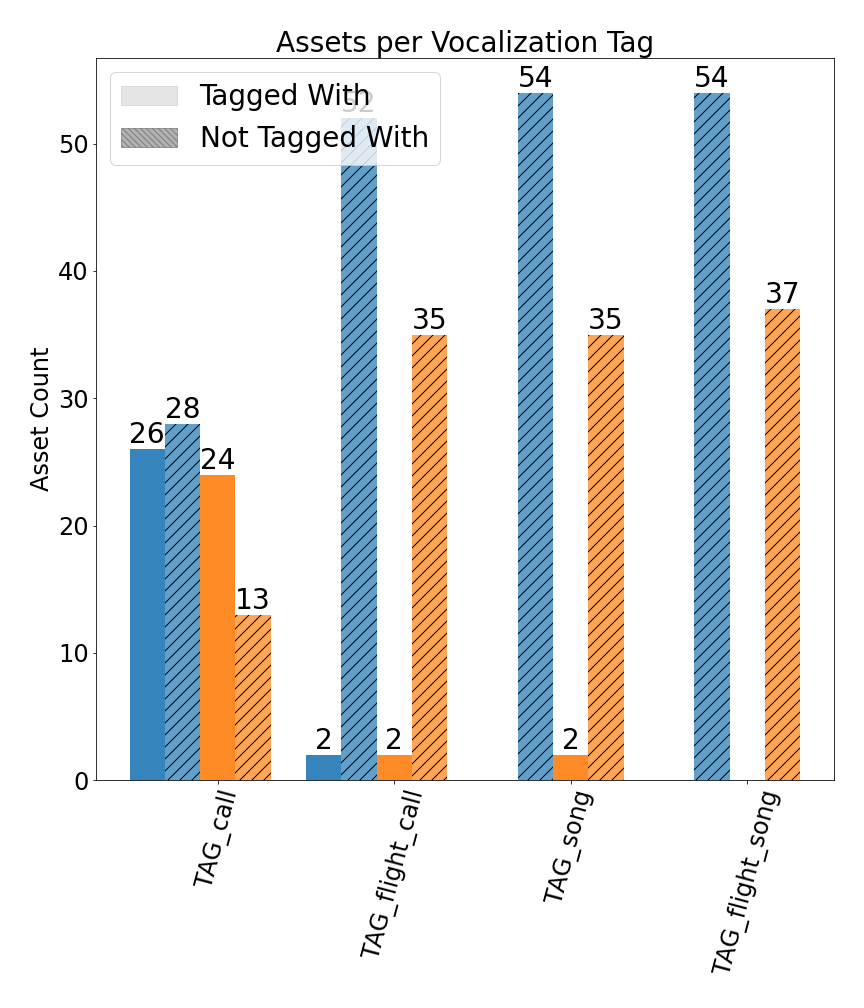 Assets per Vocalization Tag
Tagged With
Not Tagged With
52
54
54
35
35
37
26
28
24
13
2
2
2
50
40
30
20
10
0
Asset Count
TAG_call
TAG_flight_call
TAG_song
TAG_flight_song